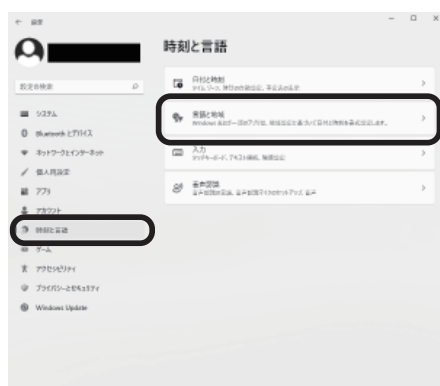 設定
時刻と言語
設定の検索
日付と時刻
言語と地域
入力
音声認識
システム
Bluetooth とデバイス
ネットワークとインターネット
個人用設定
アプリ
アカウント
時刻と言語
ゲーム
アクセシビリティ
プライバシーとセキュリティ
Windows Update